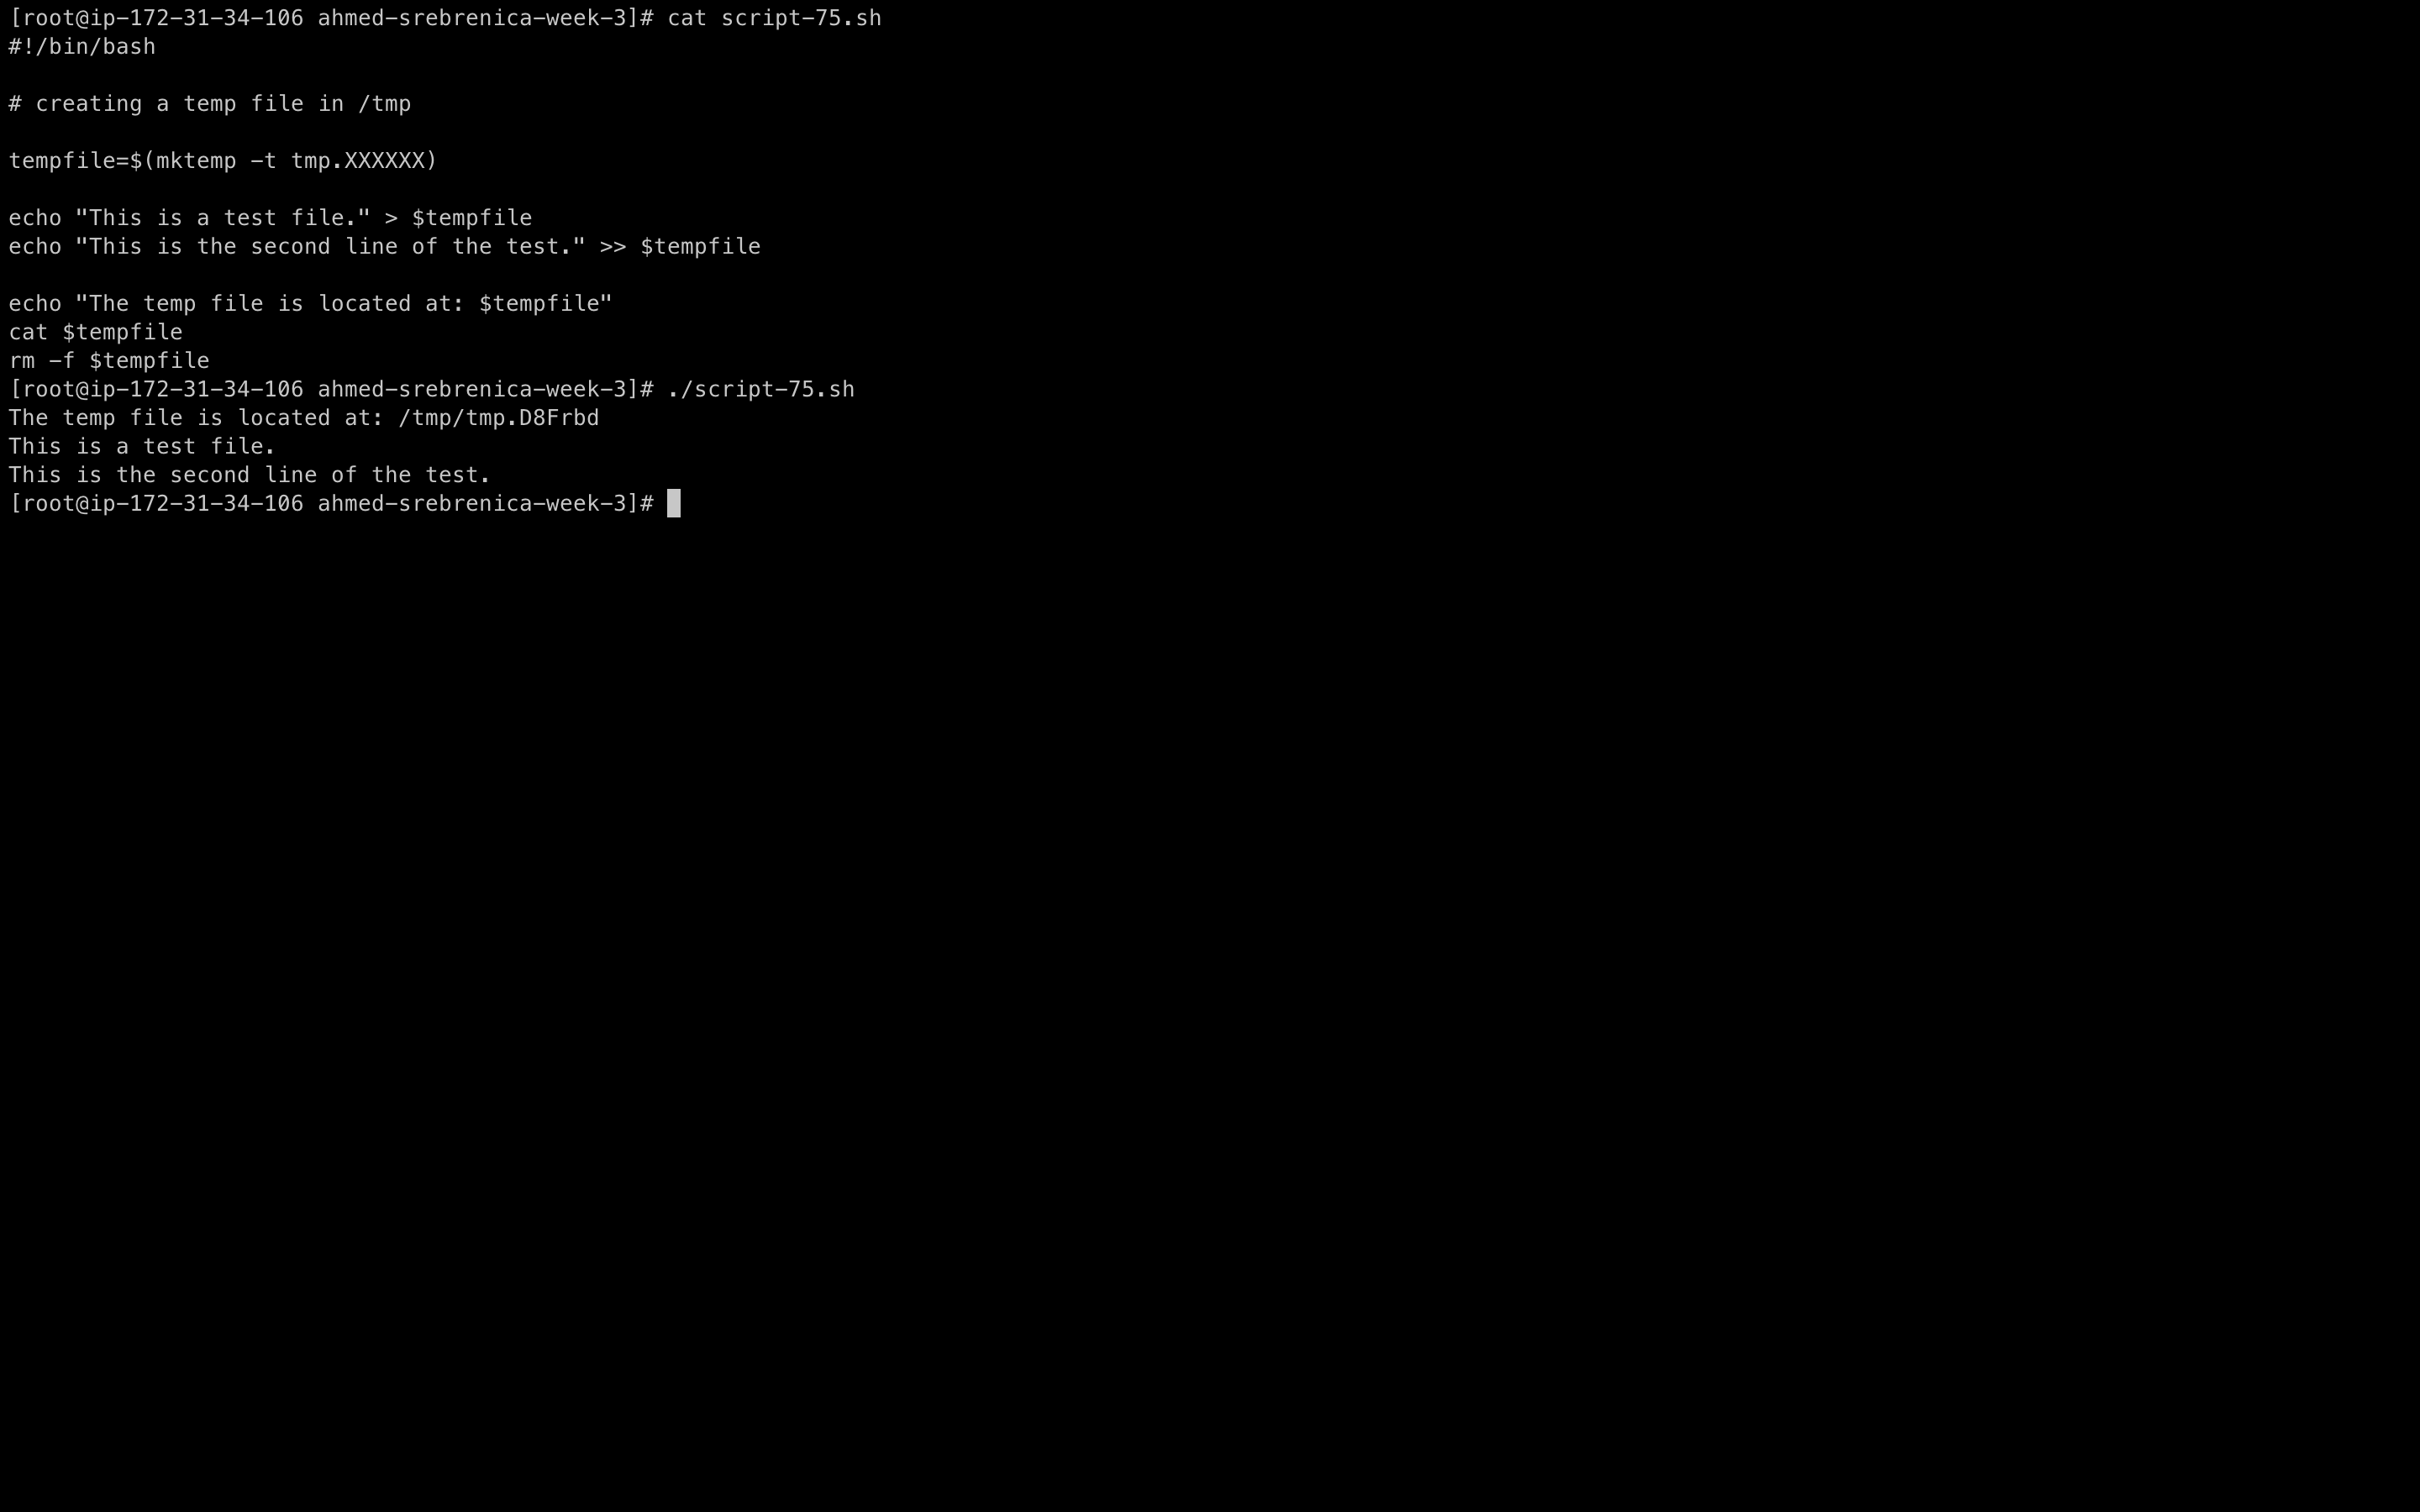 [root@ip-172-31-34-106 ahmed-srebrenica-week-3]# cat script-75.sh
#!/bin/bash
# creating a temp file in /tmp
tempfile=$(mktemp -t tmp.XXXXXX)
echo "This is a test file." > $tempfile
echo "This is the second line of the test." >> $tempfile
echo "The temp file is located at: $tempfile"
cat $tempfile
rm -f $tempfile
[root@ip-172-31-34-106 ahmed-srebrenica-week-3]# ./script-75.sh
The temp file is located at: /tmp/tmp.D8Frbd
This is a test file.
This is the second line of the test.
[root@ip-172-31-34-106 ahmed-srebrenica-week-3]#